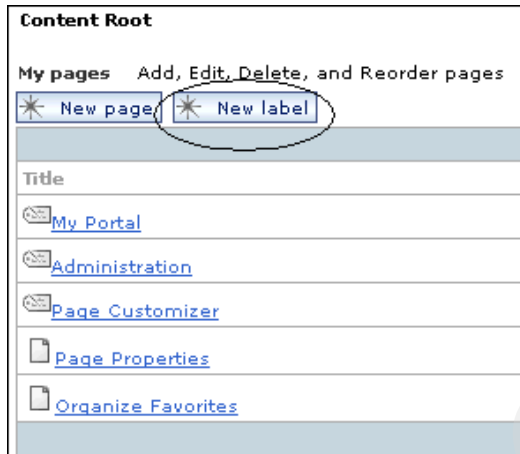 Content Root
My pages Add, Edit, Delete, and Reorder pages
New page New label
Title
My Portal
Administration
Page Customizer
Page Properties
Organize Favorites